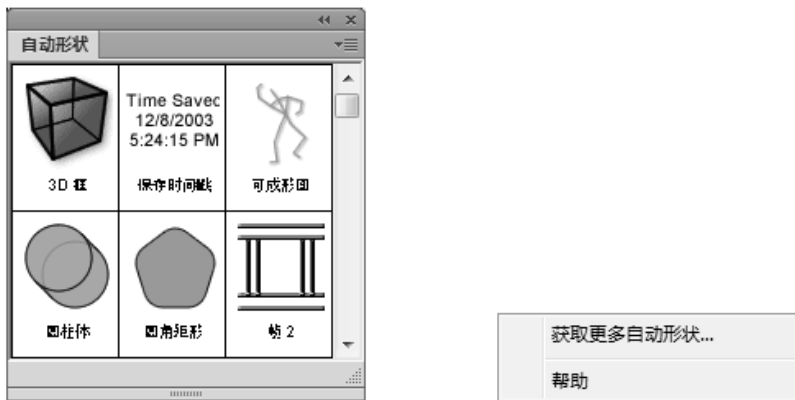 自动形状
Time Savec
12/8/2003
5:24:15 PM
3D 框
保存时间戳
可成形图
圆柱体
圆角矩形
帧 2
获取更多自动形状...
帮助